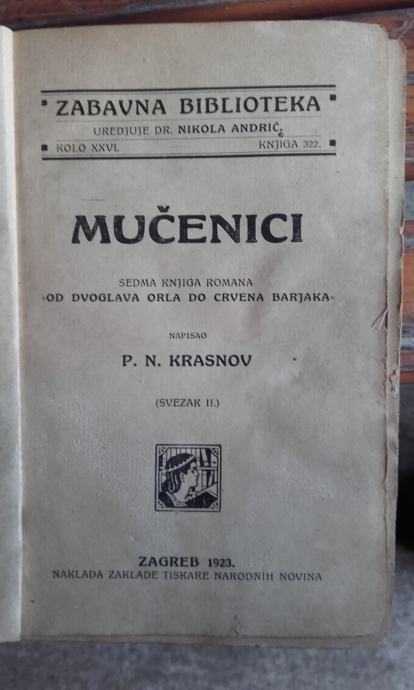 ZABAVNA BIBLIOTEKA
UREDJUJE DR. NIKOLA ANDRIĆ.
KOLO XXVI. KNJIGA 322.
MUČENICI
SEDMA KNJIGA ROMANA
»OD DVOGLAVA ORLA DO CRVENA BARJAKA«
NAPISAO
P. N. KRASNOV
(SVEZAK II.)
ZAGREB 1923.
NAKLADA ZAKLADE TISKARE NARODNIH NOVINA